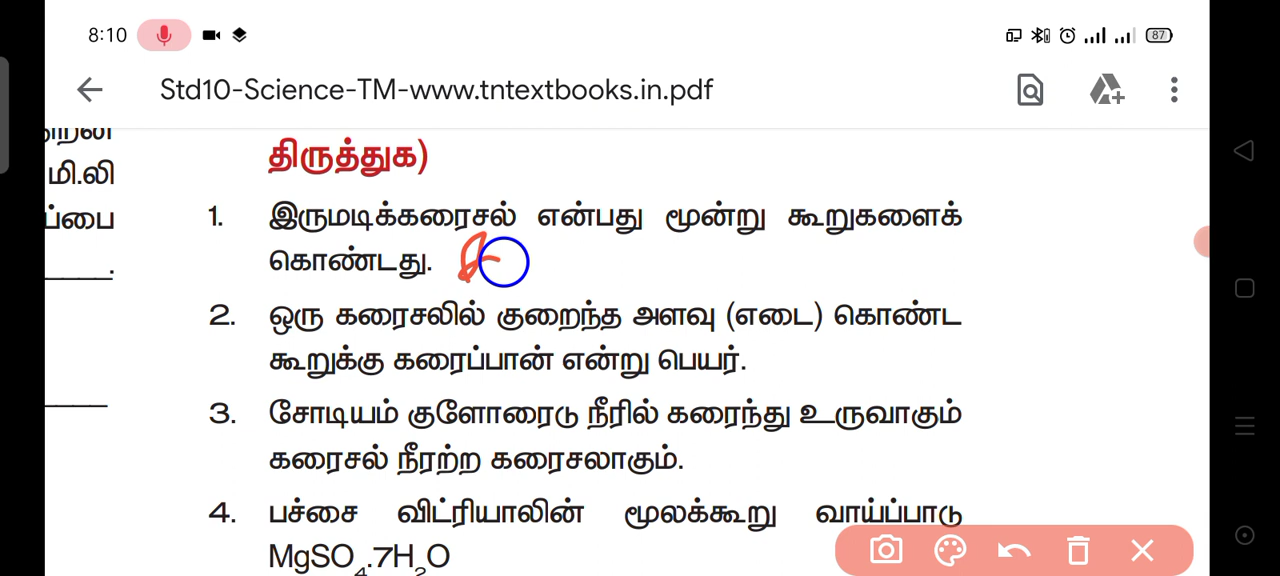 8:10
87
Std10-Science-TM-www.tntextbooks.in.pdf
மி.லி
திருத்துக)
1. இருமடிக்கரைசல் என்பது மூன்று கூறுகளைக்
கொண்டது.
2. ஒரு கரைசலில் குறைந்த அளவு (எடை) கொண்ட
கூறுக்கு கரைப்பான் என்று பெயர்.
3. சோடியம் குளோரைடு நீரில் கரைந்து உருவாகும்
கரைசல் நீரற்ற கரைசலாகும்.
4. பச்சை விட்ரியாலின் மூலக்கூறு வாய்ப்பாடு
MgSO₄.7H₂O